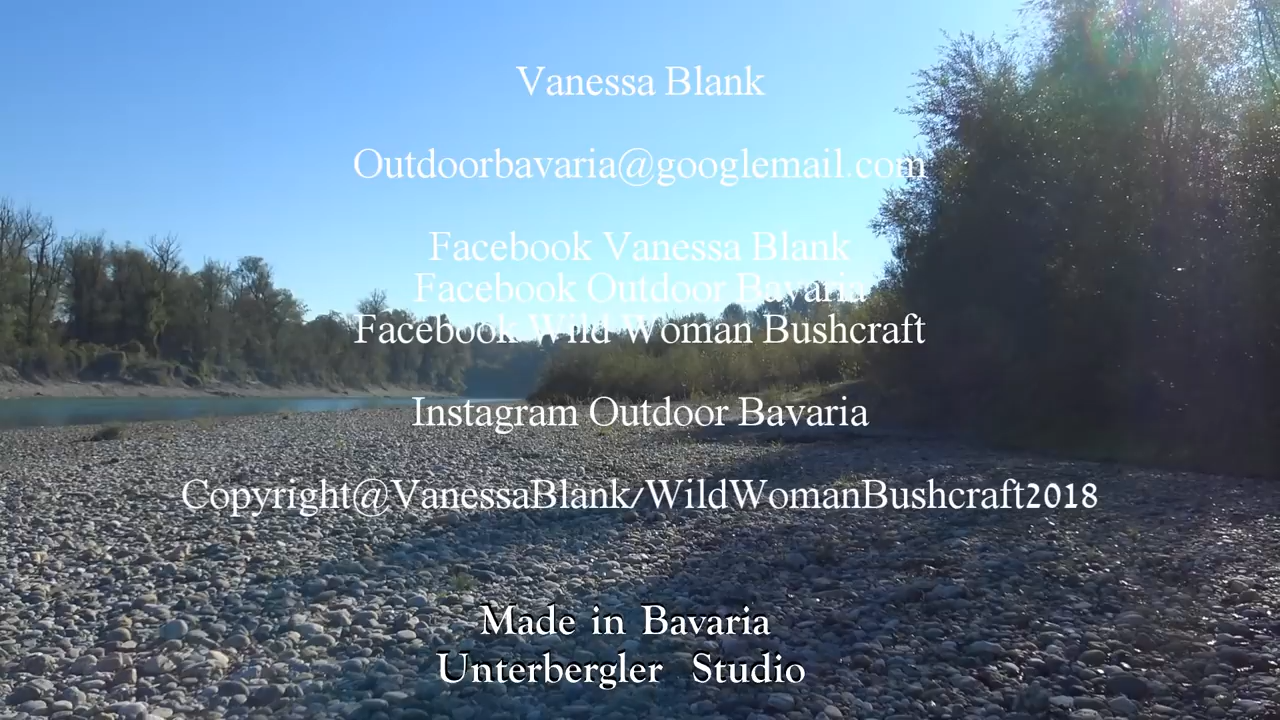 Vanessa Blank
Outdoorbavaria@googlemail.com
Facebook Vanessa Blank
Facebook Outdoor Bavaria
Facebook Wild Woman Bushcraft
Instagram Outdoor Bavaria
Copyright@VanessaBlank/WildWomanBushcraft2018
Made in Bavaria
Unterbergler Studio